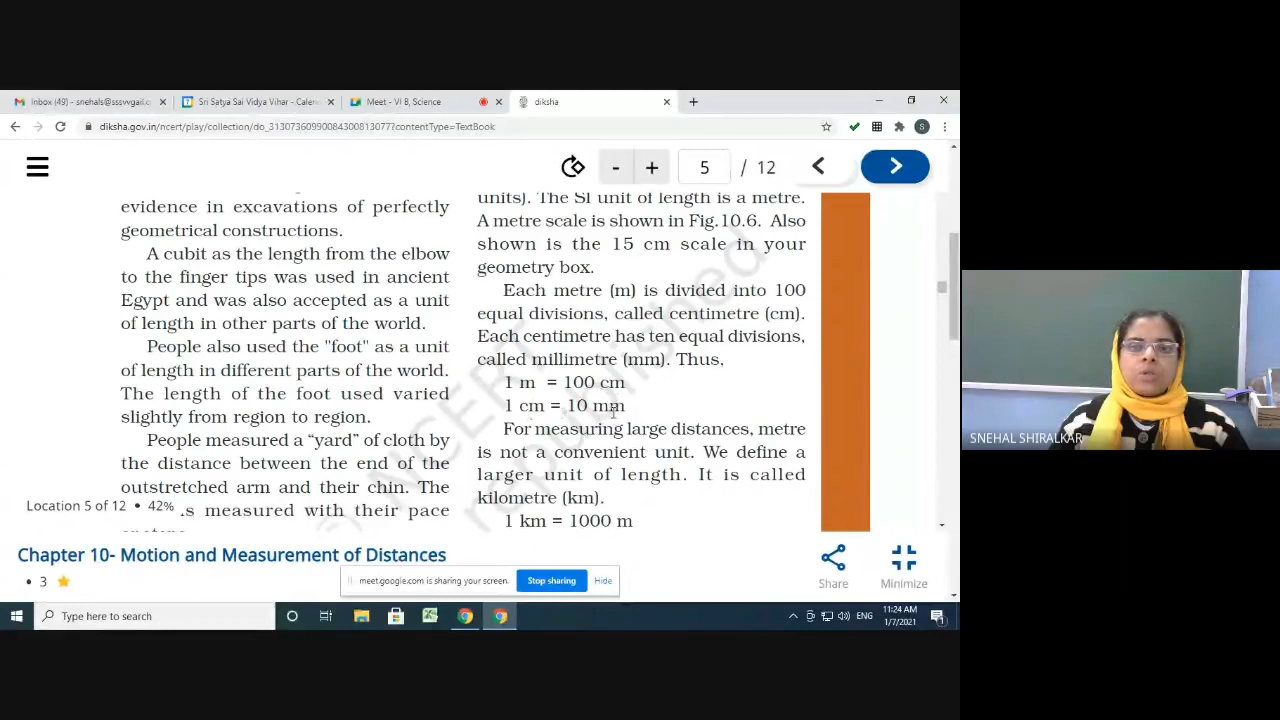 Inbox (49) - snehals@sssvvgail.c
Sri Satya Sai Vidya Vihar - Calen
Meet - VI B, Science
diksha
diksha.gov.in/ncert/play/collection/do_31307360990084300813077?contentType=TextBook
S
- + 5 / 12
evidence in excavations of perfectly
geometrical constructions.
A cubit as the length from the elbow
to the finger tips was used in ancient
Egypt and was also accepted as a unit
of length in other parts of the world.
People also used the "foot" as a unit
of length in different parts of the world.
The length of the foot used varied
slightly from region to region.
People measured a “yard” of cloth by
the distance between the end of the
outstretched arm and their chin. The
s measured with their pace
units). The SI unit of length is a metre.
A metre scale is shown in Fig.10.6. Also
shown is the 15 cm scale in your
geometry box.
Each metre (m) is divided into 100
equal divisions, called centimetre (cm).
Each centimetre has ten equal divisions,
called millimetre (mm). Thus,
1 m = 100 cm
1 cm = 10 mm
For measuring large distances, metre
is not a convenient unit. We define a
larger unit of length. It is called
kilometre (km).
1 km = 1000 m
© NCERT
republished
Location 5 of 12 • 42%
Chapter 10- Motion and Measurement of Distances
• 3
Share
Minimize
meet.google.com is sharing your screen.
Stop sharing
Hide
Type here to search
ENG
11:24 AM
1/7/2021
1
SNEHAL SHIRALKAR